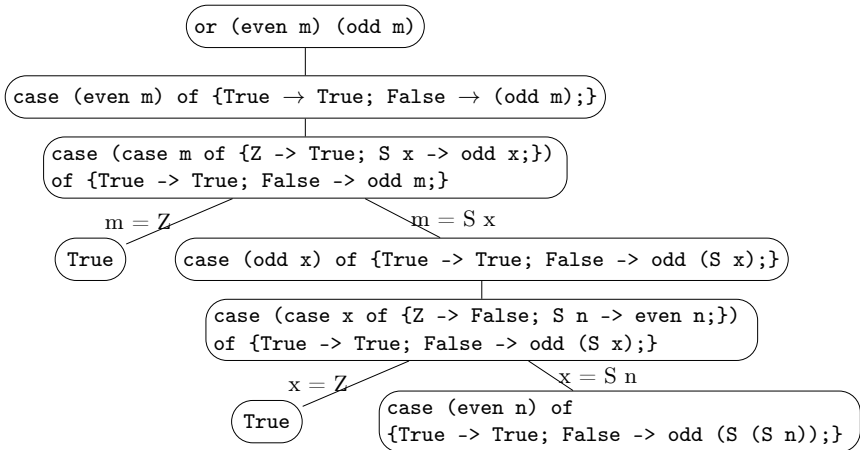 or (even m) (odd m)
case (even m) of {True → True; False → (odd m);}
case (case m of {Z -> True; S x -> odd x;})
of {True -> True; False -> odd m;}
m = Z
m = S x
True
case (odd x) of {True -> True; False -> odd (S x);}
case (case x of {Z -> False; S n -> even n;})
of {True -> True; False -> odd (S x);}
x = Z
x = S n
True
case (even n) of
{True -> True; False -> odd (S (S n));}